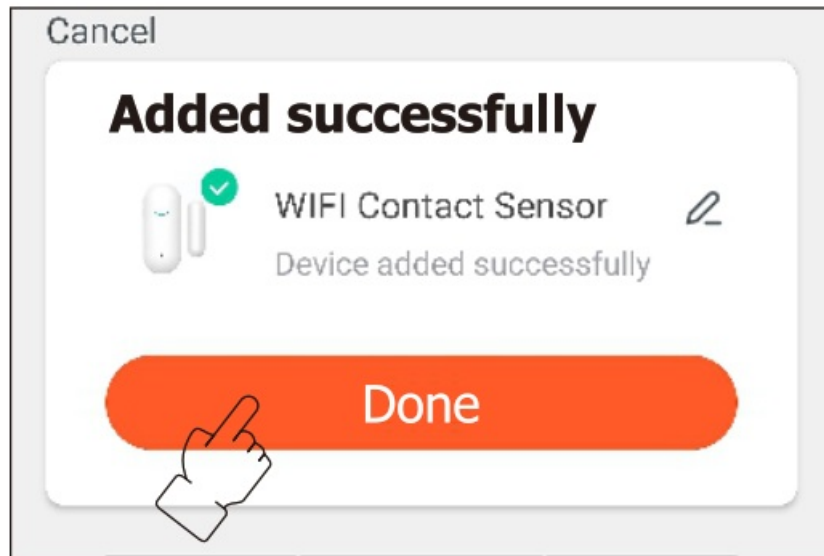 Cancel
Added successfully
WIFI Contact Sensor
Device added successfully
Done